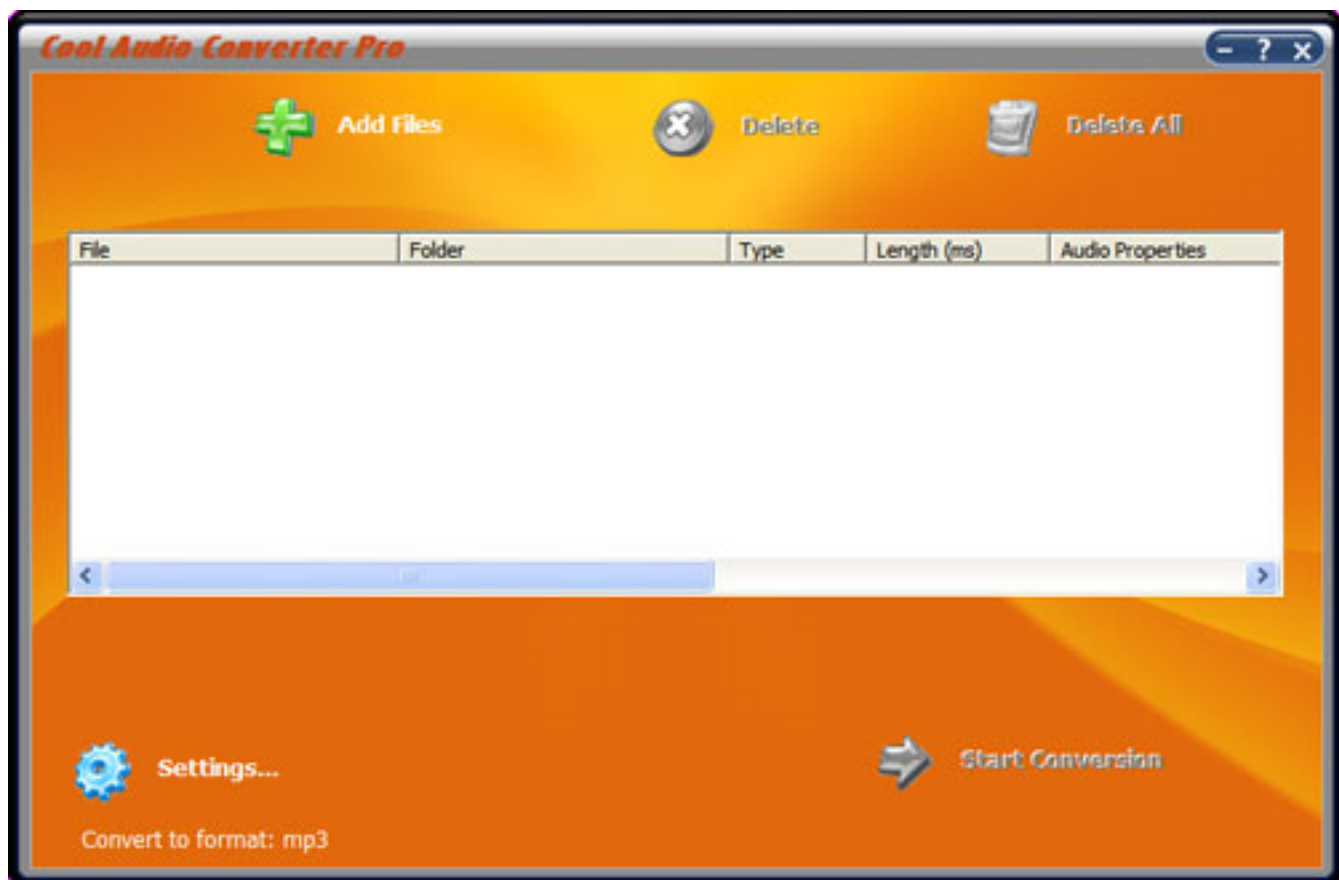 Cool Audio Converter Pro
Add Files
Delete
Delete All
File Folder Type Length (ms) Audio Properties
Settings...
Start Conversion
Convert to format: mp3